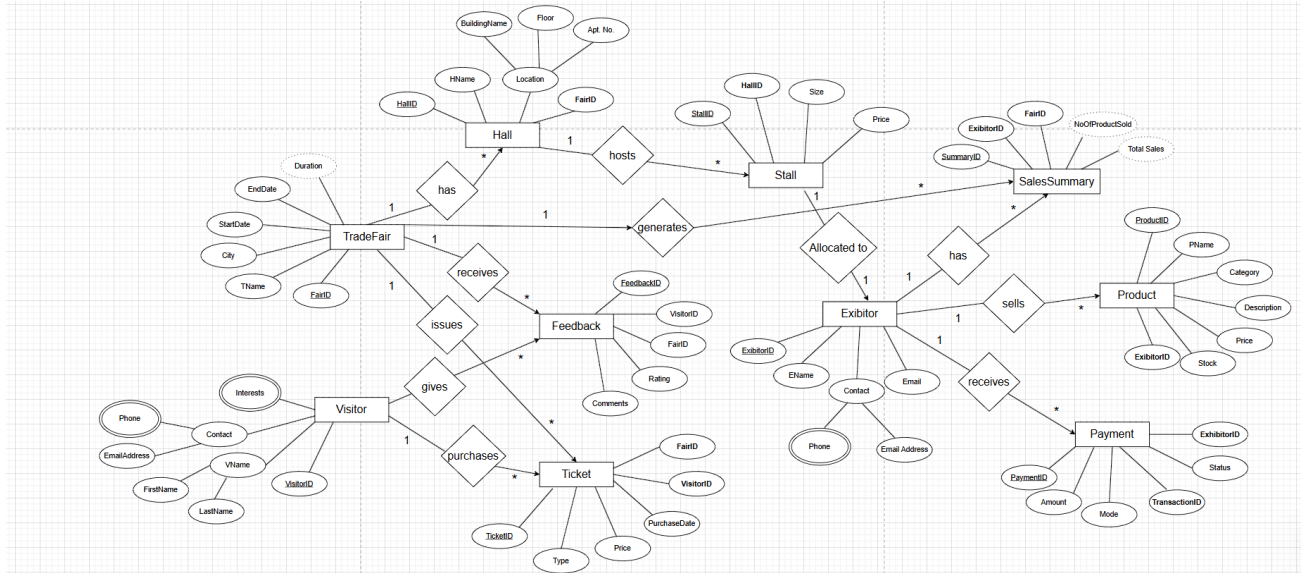 BuildingName
Floor
Apt. No.
HName
Location
HallID
FairID
Hall
1
hosts
*
HallID
Size
StallID
Price
Stall
1
FairID
NoOfProductSold
ExibitorID
Total Sales
SummaryID
SalesSummary
*
*
Duration
EndDate
StartDate
City
TName
FairID
TradeFair
1
has
*
1
generates
1
receives
*
1
issues
*
Allocated to
1
has
1
ProductID
PName
Category
Description
Price
Stock
ExibitorID
Product
sells
1
*
Exibitor
ExibitorID
EName
Contact
Email
Phone
Email Address
1
receives
*
FeedbackID
VisitorID
FairID
Rating
Comments
Feedback
*
gives
Interests
Phone
Contact
EmailAddress
VName
FirstName
LastName
VisitorID
Visitor
1
purchases
*
Ticket
FairID
VisitorID
PurchaseDate
Price
Type
TicketID
Payment
ExhibitorID
Status
TransactionID
Mode
Amount
PaymentID